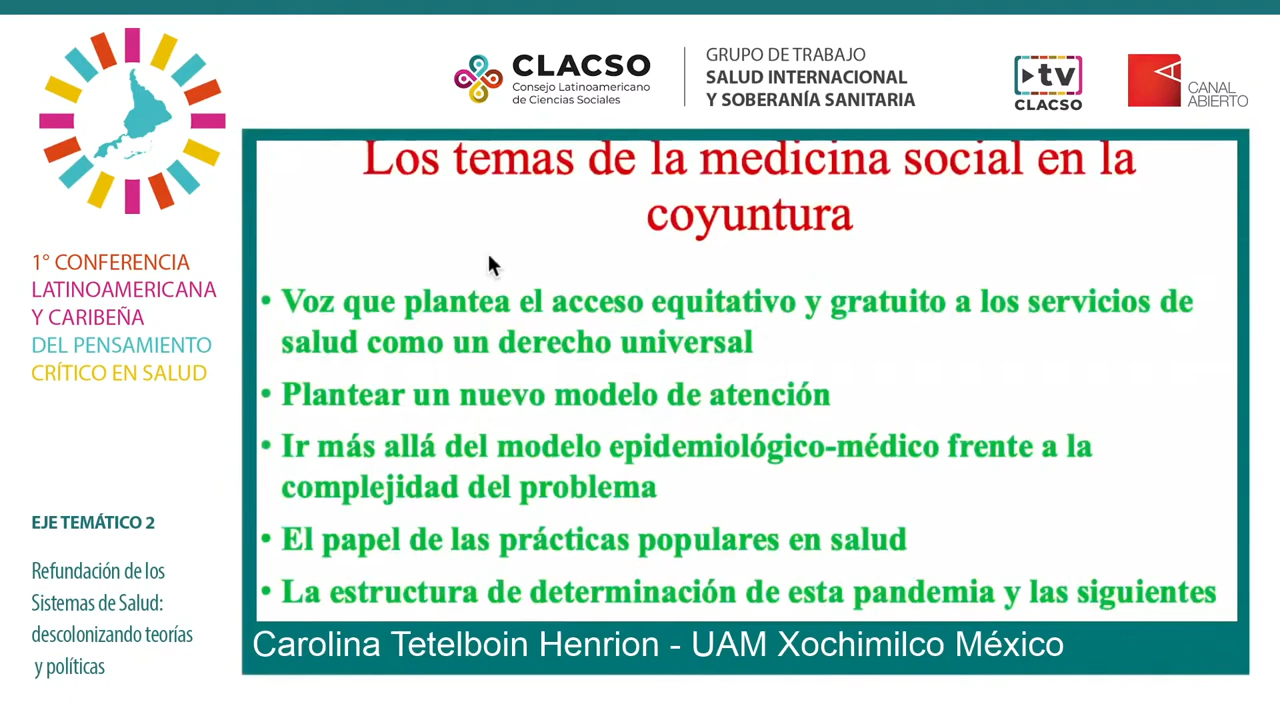 CLACSO
Consejo Latinoamericano
de Ciencias Sociales
GRUPO DE TRABAJO
SALUD INTERNACIONAL
Y SOBERANÍA SANITARIA
tv
CLACSO
A
CANAL
ABIERTO
1° CONFERENCIA
LATINOAMERICANA
Y CARIBEÑA
DEL PENSAMIENTO
CRÍTICO EN SALUD
EJE TEMÁTICO 2
Refundación de los
Sistemas de Salud:
descolonizando teorías
y políticas
Los temas de la medicina social en la
coyuntura
• Voz que plantea el acceso equitativo y gratuito a los servicios de
salud como un derecho universal
• Plantear un nuevo modelo de atención
• Ir más allá del modelo epidemiológico-médico frente a la
complejidad del problema
• El papel de las prácticas populares en salud
• La estructura de determinación de esta pandemia y las siguientes
Carolina Tetelboin Henrion - UAM Xochimilco México